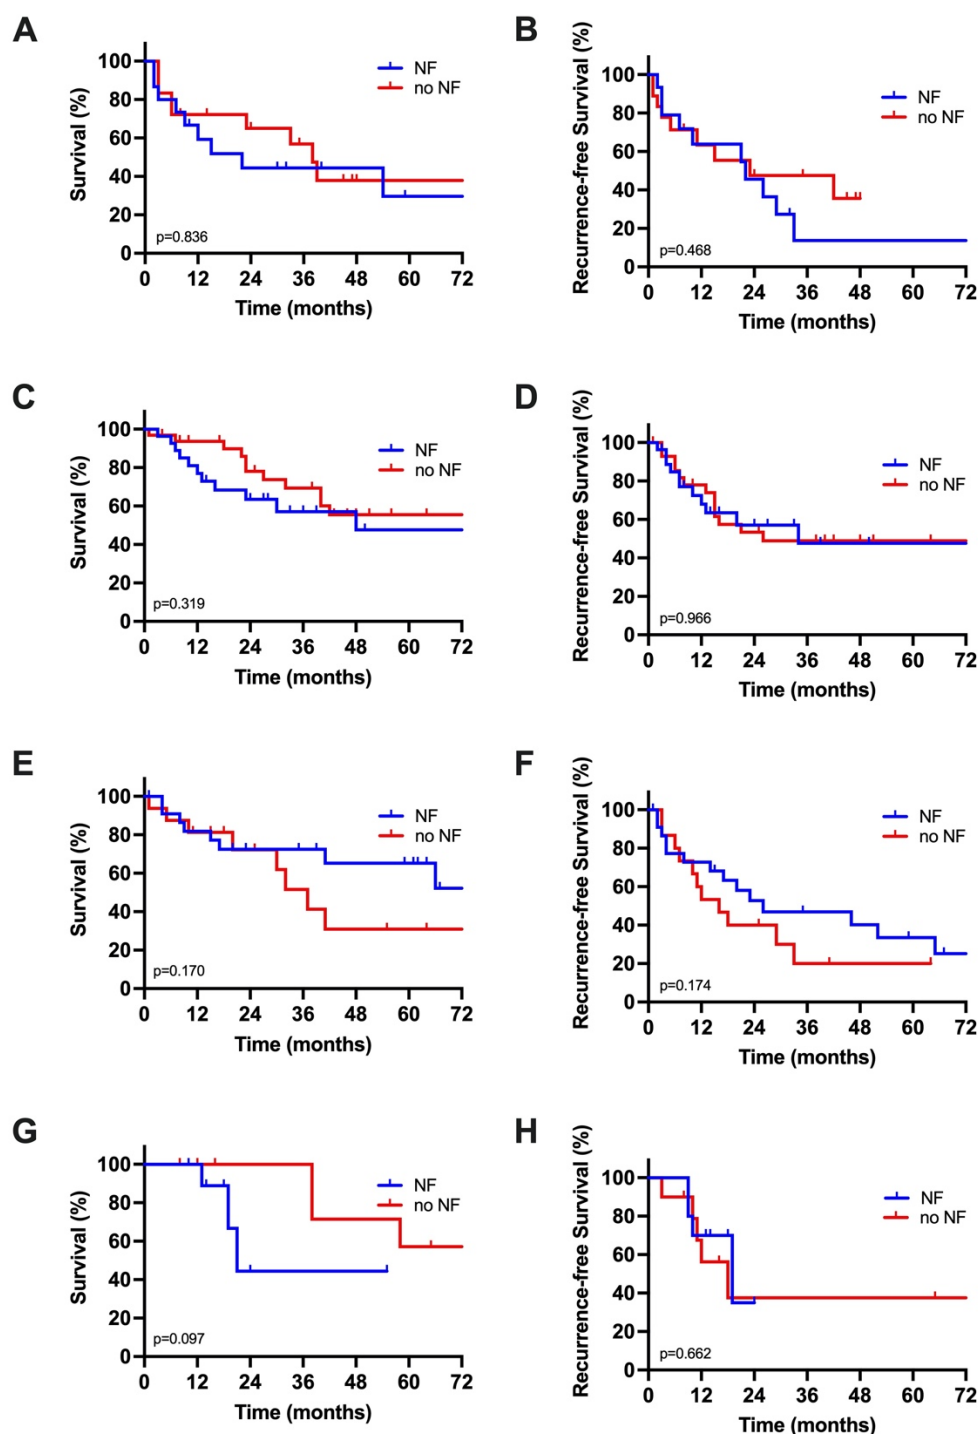 A
Survival (%)
100
80
60
40
20
0
NF
no NF
p=0.836
0 12 24 36 48 60 72
Time (months)
B
Recurrence-free Survival (%)
100
80
60
40
20
0
NF
no NF
p=0.468
0 12 24 36 48 60 72
Time (months)
C
Survival (%)
100
80
60
40
20
0
NF
no NF
p=0.319
0 12 24 36 48 60 72
Time (months)
D
Recurrence-free Survival (%)
100
80
60
40
20
0
NF
no NF
p=0.966
0 12 24 36 48 60 72
Time (months)
E
Survival (%)
100
80
60
40
20
0
NF
no NF
p=0.170
0 12 24 36 48 60 72
Time (months)
F
Recurrence-free Survival (%)
100
80
60
40
20
0
NF
no NF
p=0.174
0 12 24 36 48 60 72
Time (months)
G
Survival (%)
100
80
60
40
20
0
NF
no NF
p=0.097
0 12 24 36 48 60 72
Time (months)
H
Recurrence-free Survival (%)
100
80
60
40
20
0
NF
no NF
p=0.662
0 12 24 36 48 60 72
Time (months)